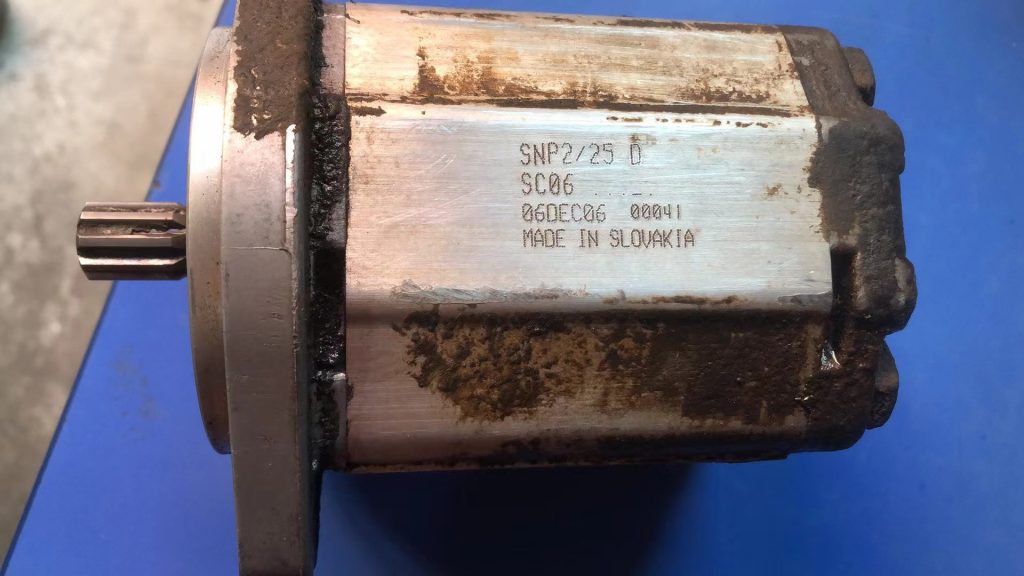 SNP2/25 D
SC06 ..._.
06DEC06 00041
MADE IN SLOVAKIA